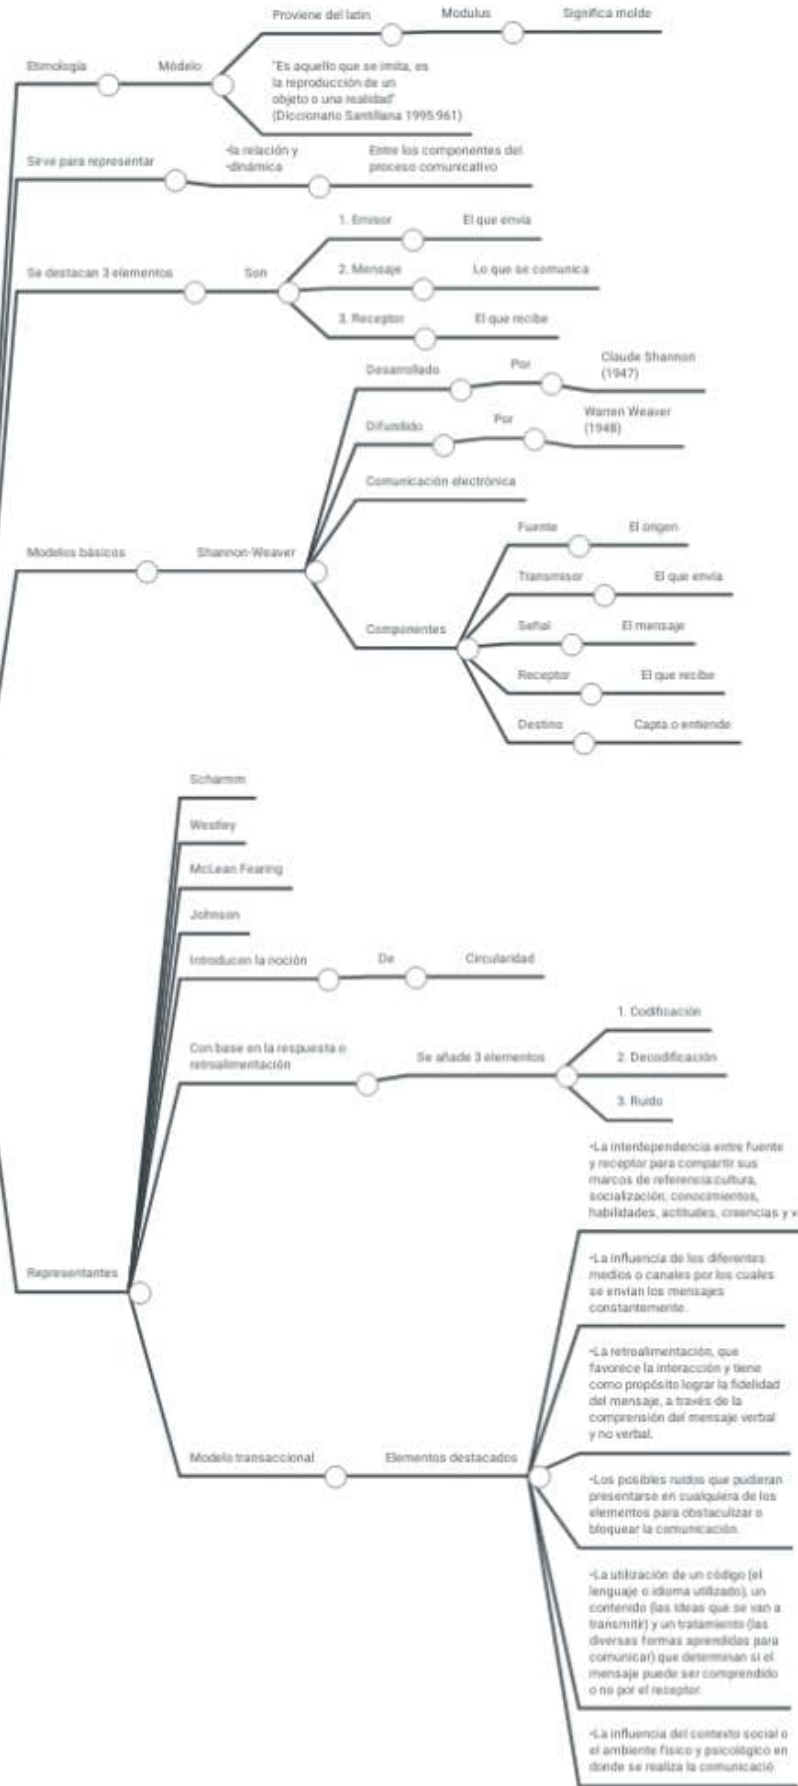 Etimología
Modelo
Proviene del latin
Modulus
Significa molde
"Es aquello que se imita, es
la reproducción de un
objeto o una realidad"
(Diccionario Santillana 1995:961)
Sirve para representar
-la relación y
-dinámica
Entre los componentes del
proceso comunicativo
Se destacan 3 elementos
Son
1. Emisor
El que envía
2. Mensaje
Lo que se comunica
3. Receptor
El que recibe
Modelos básicos
Shannon-Weaver
Desarrollado
Por
Claude Shannon
(1947)
Difundido
Por
Warren Weaver
(1948)
Comunicación electrónica
Componentes
Fuente
El origen
Transmisor
El que envía
Señal
El mensaje
Receptor
El que recibe
Destino
Capta o entiende
Representantes
Scharmm
Westley
McLean Fearing
Johnson
Introducen la noción
De
Circularidad
Con base en la respuesta o
retroalimentación
Se añade 3 elementos
1. Codificación
2. Decodificación
3. Ruido
Modelo transaccional
Elementos destacados
-La interdependencia entre fuente
y receptor para compartir sus
marcos de referencia:cultura,
socialización, conocimientos,
habilidades, actitudes, creencias y v
-La influencia de los diferentes
medios o canales por los cuales
se envían los mensajes
constantemente.
-La retroalimentación, que
favorece la interacción y tiene
como propósito lograr la fidelidad
del mensaje, a través de la
comprensión del mensaje verbal
y no verbal.
-Los posibles ruidos que pudieran
presentarse en cualquiera de los
elementos para obstaculizar o
bloquear la comunicación.
-La utilización de un código (el
lenguaje o idioma utilizado), un
contenido (las ideas que se van a
transmitir) y un tratamiento (las
diversas formas aprendidas para
comunicar) que determinan si el
mensaje puede ser comprendido
o no por el receptor.
-La influencia del contexto social o
el ambiente físico y psicológico en
donde se realiza la comunicació